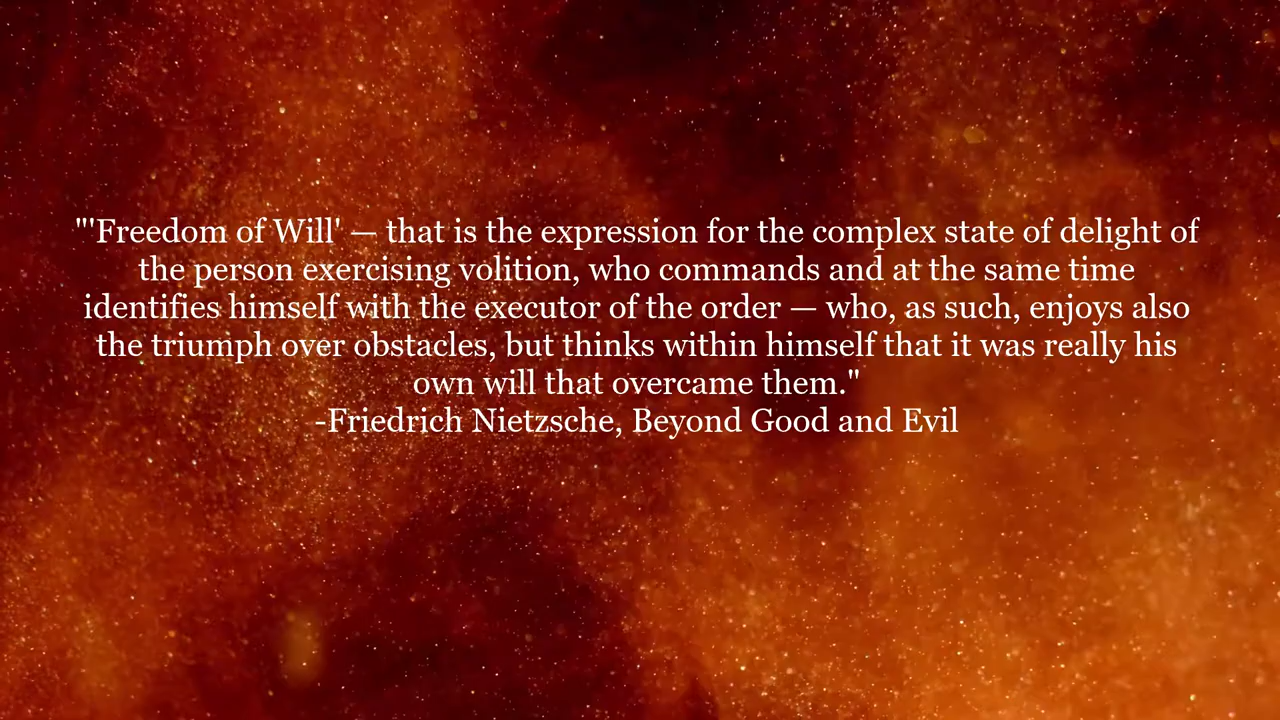 "'Freedom of Will' — that is the expression for the complex state of delight of
the person exercising volition, who commands and at the same time
identifies himself with the executor of the order — who, as such, enjoys also
the triumph over obstacles, but thinks within himself that it was really his
own will that overcame them."
-Friedrich Nietzsche, Beyond Good and Evil